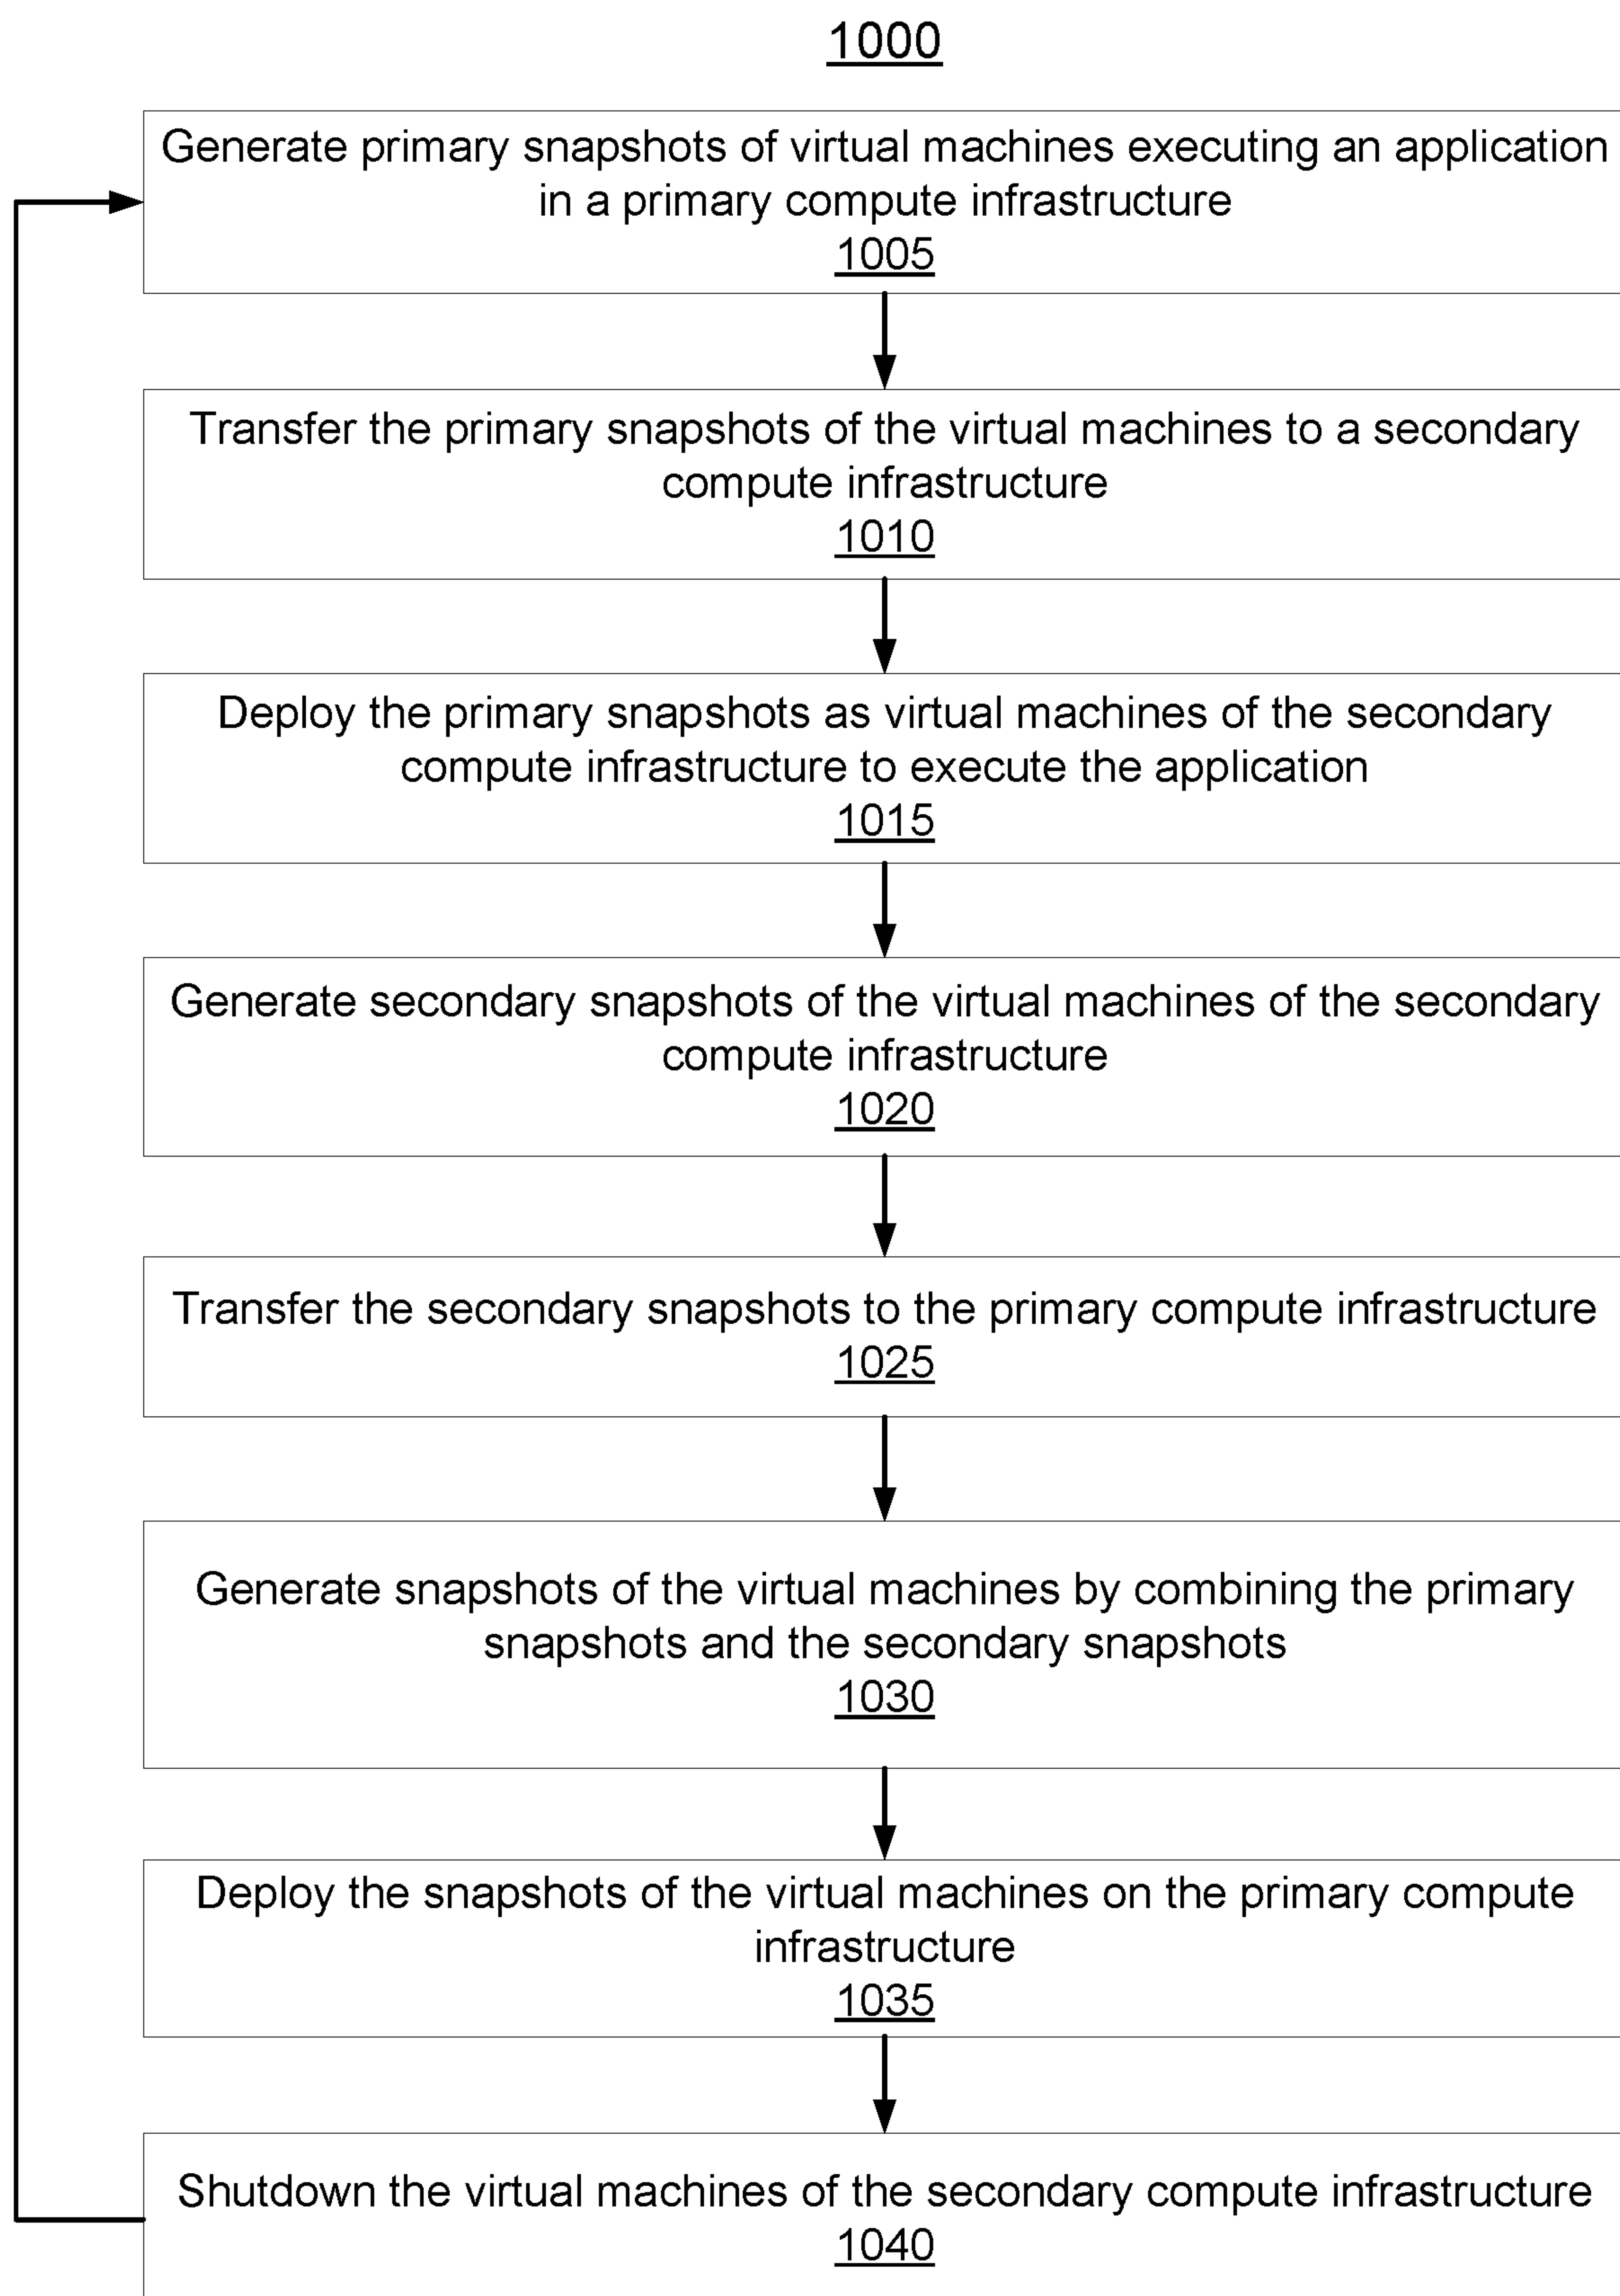 1000
Generate primary snapshots of virtual machines executing an application
in a primary compute infrastructure
1005
Transfer the primary snapshots of the virtual machines to a secondary
compute infrastructure
1010
Deploy the primary snapshots as virtual machines of the secondary
compute infrastructure to execute the application
1015
Generate secondary snapshots of the virtual machines of the secondary
compute infrastructure
1020
Transfer the secondary snapshots to the primary compute infrastructure
1025
Generate snapshots of the virtual machines by combining the primary
snapshots and the secondary snapshots
1030
Deploy the snapshots of the virtual machines on the primary compute
infrastructure
1035
Shutdown the virtual machines of the secondary compute infrastructure
1040